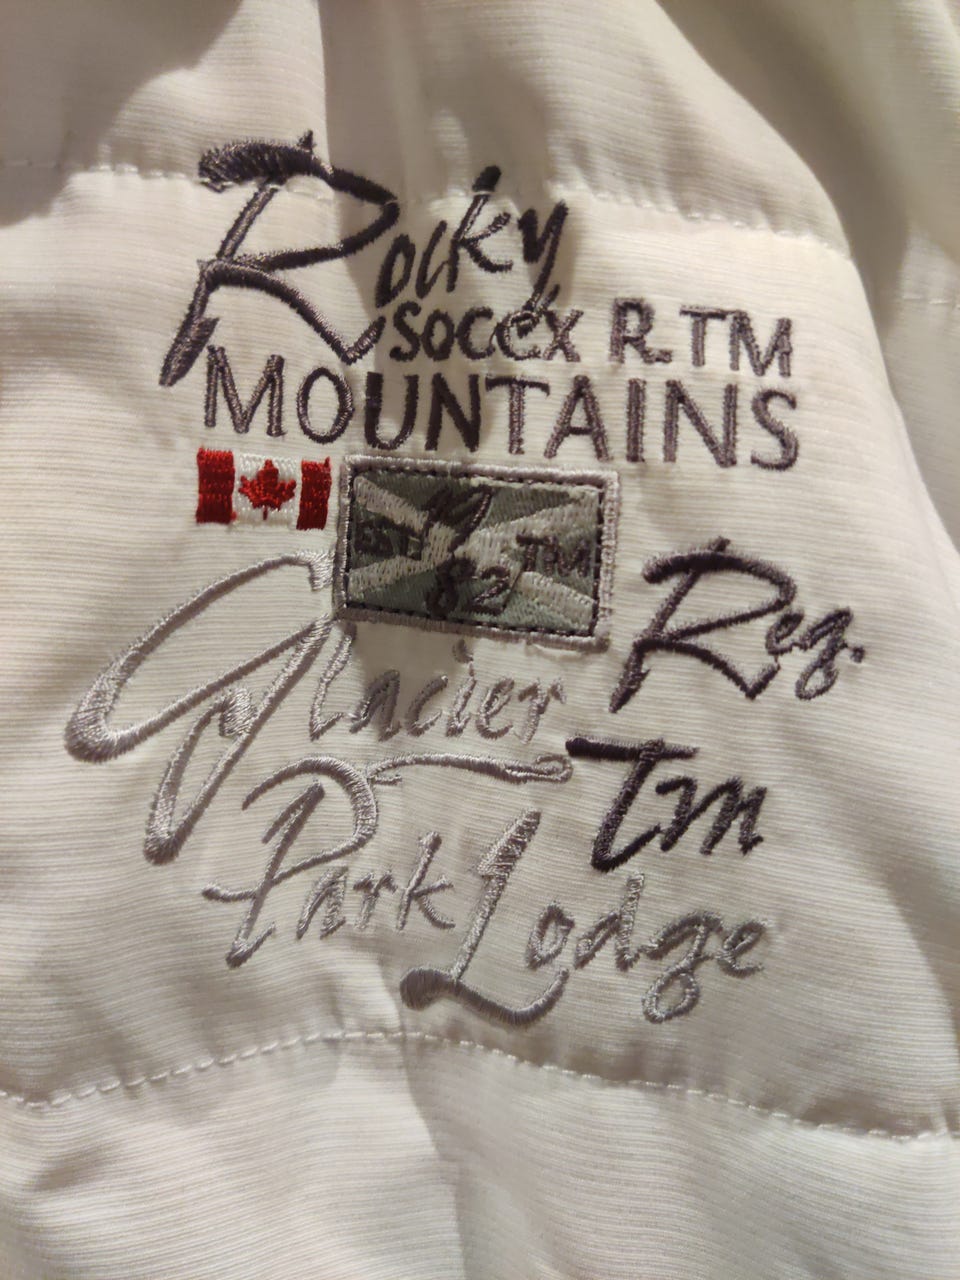 Rocky
SOCCX R.TM
MOUNTAINS
EST
82 TM
Reg.
Glacier
Tm
Park Lodge